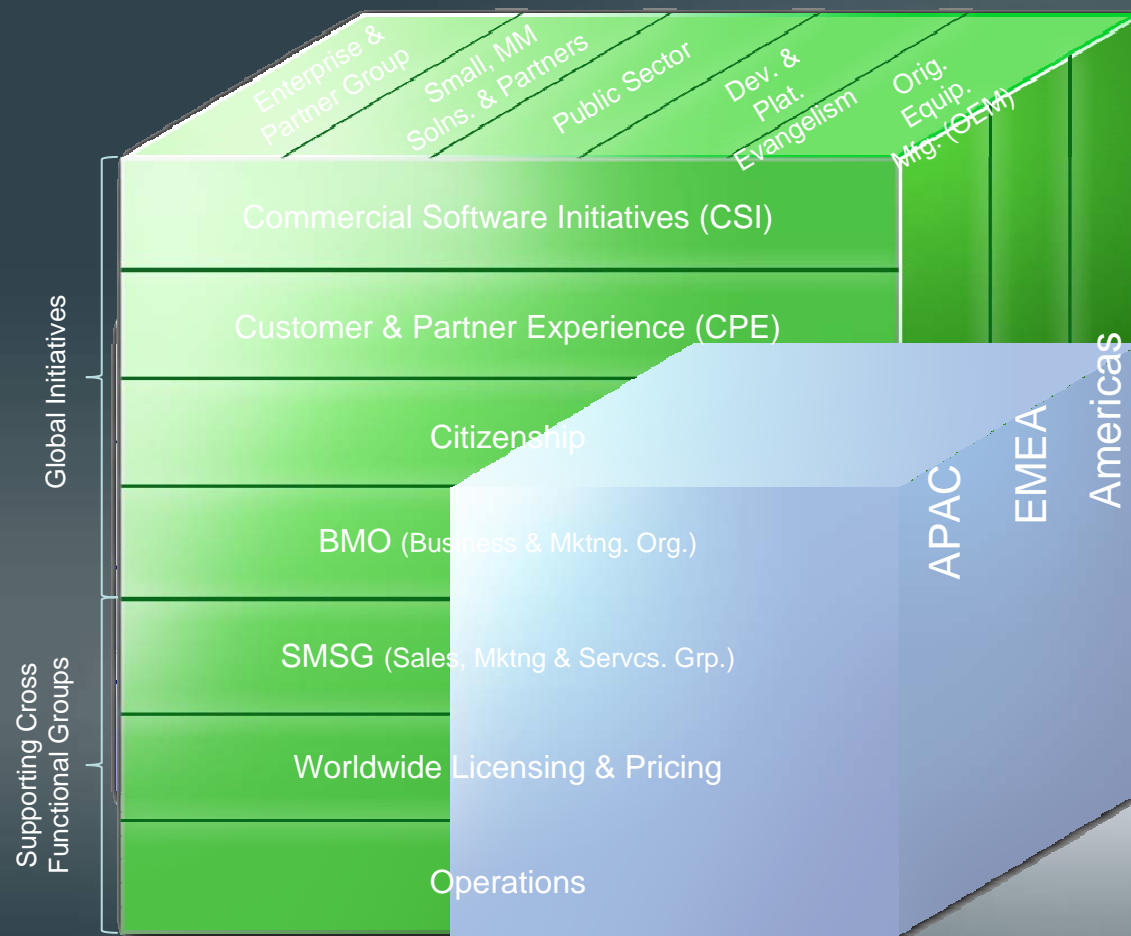 Enterprise &
Partner Group
Small, MM
Solns. & Partners
Public Sector
Dev. &
Plat.
Evangelism
Orig.
Equip.
Mfg. (OEM)
Commercial Software Initiatives (CSI)
Customer & Partner Experience (CPE)
Citizenship
BMO (Business & Mktng. Org.)
SMSG (Sales, Mktng & Servcs. Grp.)
Worldwide Licensing & Pricing
Operations
Global Initiatives
Supporting Cross
Functional Groups
APAC
EMEA
Americas